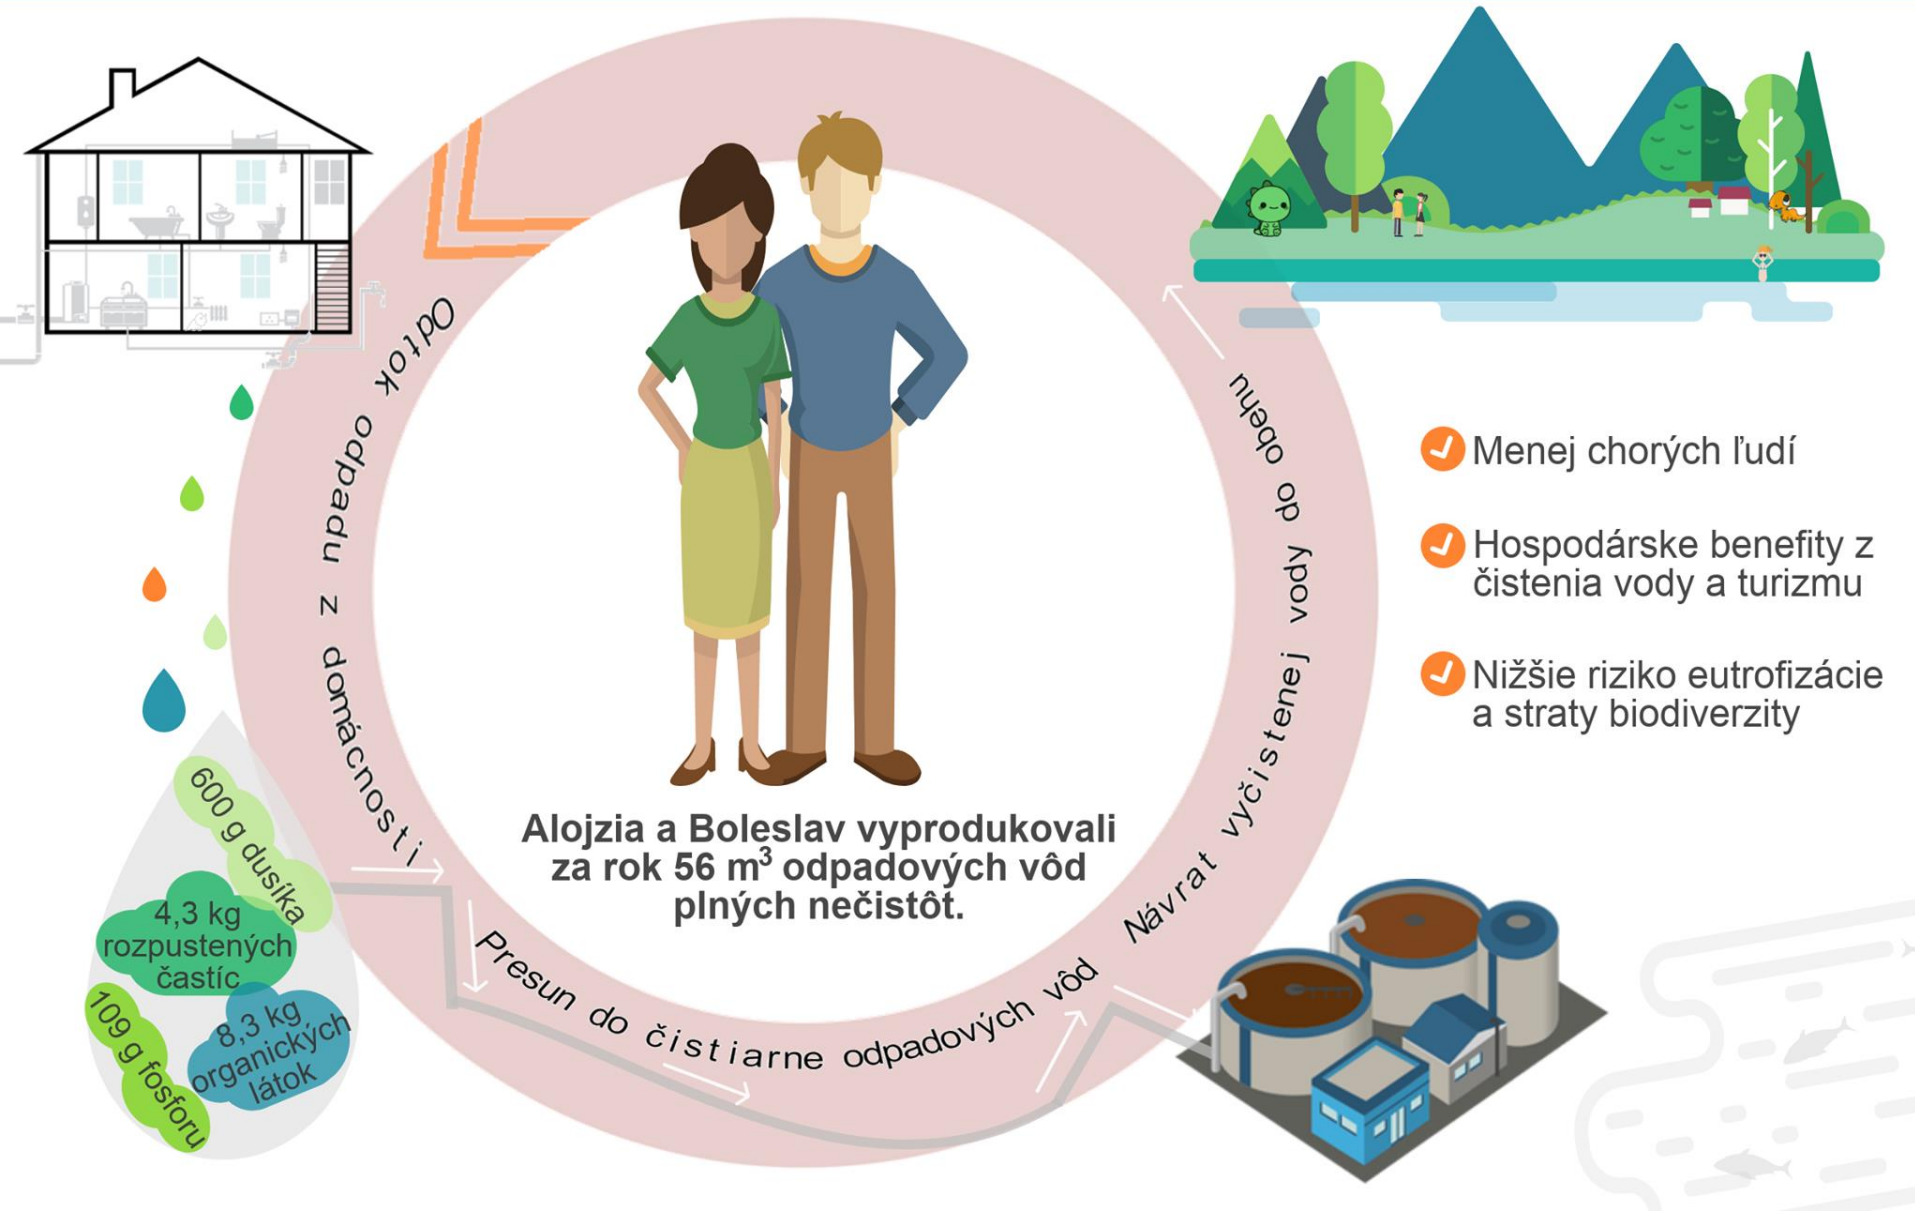 Odtok odpadu z domácnosti
600 g dusíka
4,3 kg
rozpustených
častíc
109 g fosforu
8,3 kg
organických
látok
Alojzia a Boleslav vyprodukovali
za rok 56 m³ odpadových vôd
plných nečistôt.
Presun do čistiarne odpadových vôd
Návrat vyčistenej vody do obehu
Menej chorých ľudí
Hospodárske benefity z
čistenia vody a turizmu
Nižšie riziko eutrofizácie
a straty biodiverzity